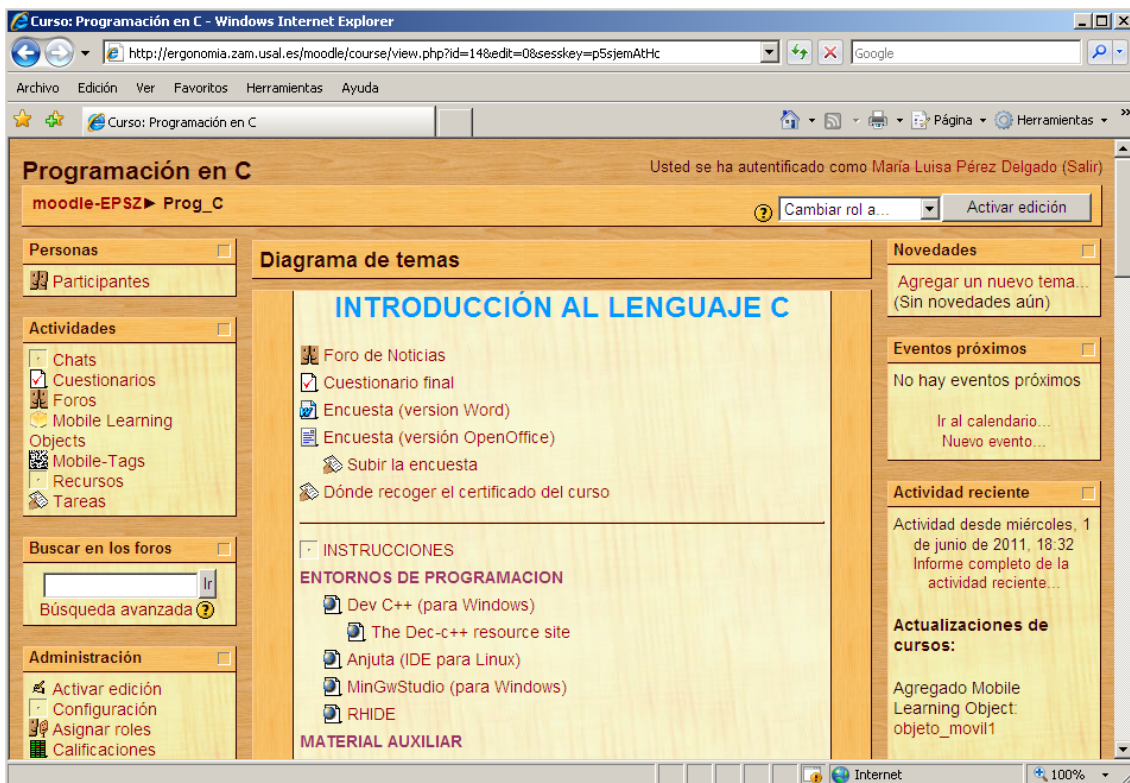 Curso: Programación en C - Windows Internet Explorer
http://ergonomia.zam.usal.es/moodle/course/view.php?id=14&edit=0&sesskey=p5sjemAtHc
Google
Archivo Edición Ver Favoritos Herramientas Ayuda
Curso: Programación en C
Página
Herramientas
»
Programación en C
Usted se ha autentificado como María Luisa Pérez Delgado (Salir)
moodle-EPSZ► Prog_C
? Cambiar rol a...
Activar edición
Personas
Participantes
Actividades
Chats
Cuestionarios
Foros
Mobile Learning
Objects
Mobile-Tags
Recursos
Tareas
Buscar en los foros
Ir
Búsqueda avanzada ?
Administración
Activar edición
Configuración
Asignar roles
Calificaciones
Diagrama de temas
INTRODUCCIÓN AL LENGUAJE C
Foro de Noticias
Cuestionario final
Encuesta (version Word)
Encuesta (versión OpenOffice)
Subir la encuesta
Dónde recoger el certificado del curso
INSTRUCCIONES
ENTORNOS DE PROGRAMACION
Dev C++ (para Windows)
The Dec-c++ resource site
Anjuta (IDE para Linux)
MinGwStudio (para Windows)
RHIDE
MATERIAL AUXILIAR
Novedades
Agregar un nuevo tema...
(Sin novedades aún)
Eventos próximos
No hay eventos próximos
Ir al calendario...
Nuevo evento...
Actividad reciente
Actividad desde miércoles, 1
de junio de 2011, 18:32
Informe completo de la
actividad reciente...
Actualizaciones de
cursos:
Agregado Mobile
Learning Object:
objeto_movil1
Internet
100%